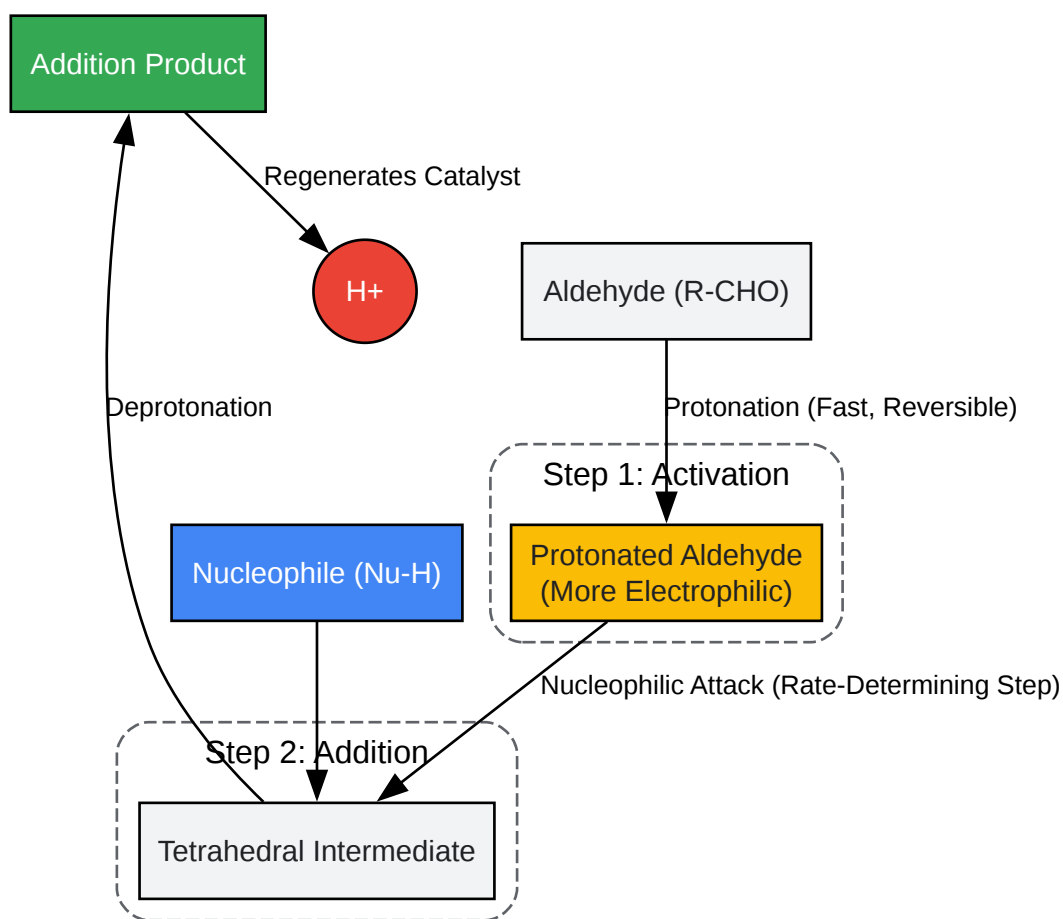 Addition Product
Regenerates Catalyst
H+
Aldehyde (R-CHO)
Deprotonation
Protonation (Fast, Reversible)
Step 1: Activation
Nucleophile (Nu-H)
Protonated Aldehyde
(More Electrophilic)
Nucleophilic Attack (Rate-Determining Step)
Step 2: Addition
Tetrahedral Intermediate